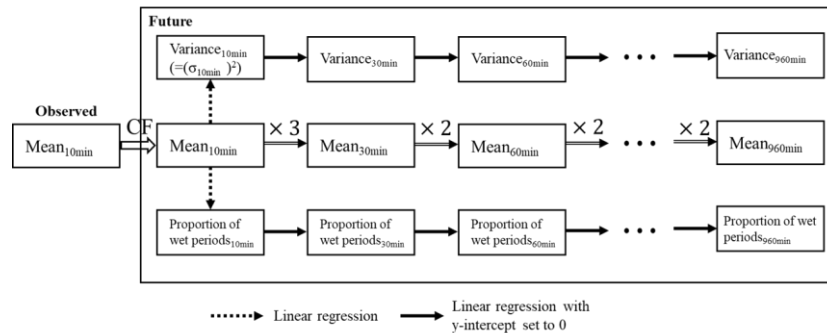 Future
Variance10min
(=(σ10min )2)
Variance30min
Variance60min
• • •
Variance960min
Observed
Mean10min
CF
Mean10min
× 3
Mean30min
× 2
Mean60min
× 2
• • •
× 2
Mean960min
Proportion of
wet periods10min
Proportion of
wet periods30min
Proportion of
wet periods60min
• • •
Proportion of wet
periods960min
Linear regression
Linear regression with
y-intercept set to 0